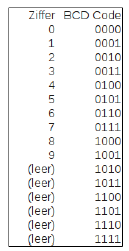 Ziffer BCD Code
0 0000
1 0001
2 0010
3 0011
4 0100
5 0101
6 0110
7 0111
8 1000
9 1001
(leer) 1010
(leer) 1011
(leer) 1100
(leer) 1101
(leer) 1110
(leer) 1111